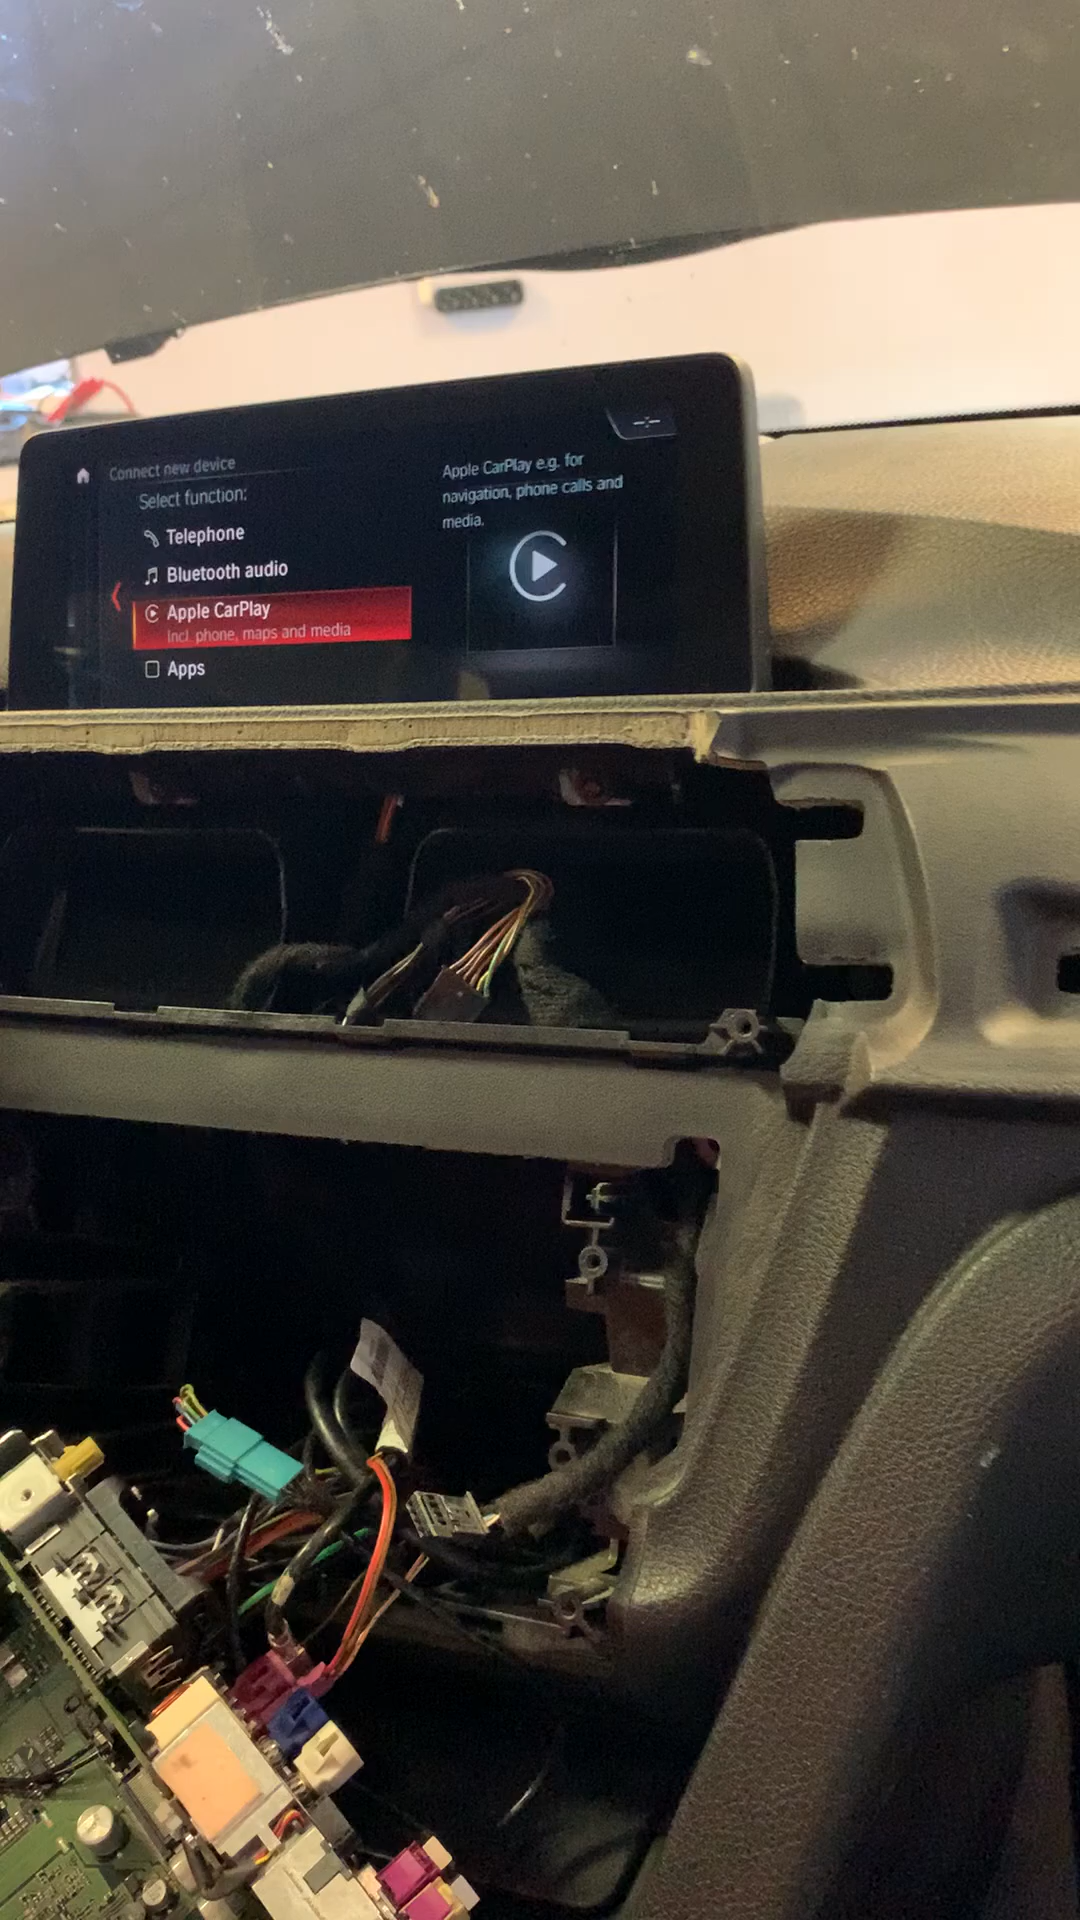 Connect new device
Select function:
Telephone
Bluetooth audio
Apple CarPlay
Incl. phone, maps and media
Apps
Apple CarPlay e.g. for
navigation, phone calls and
media.